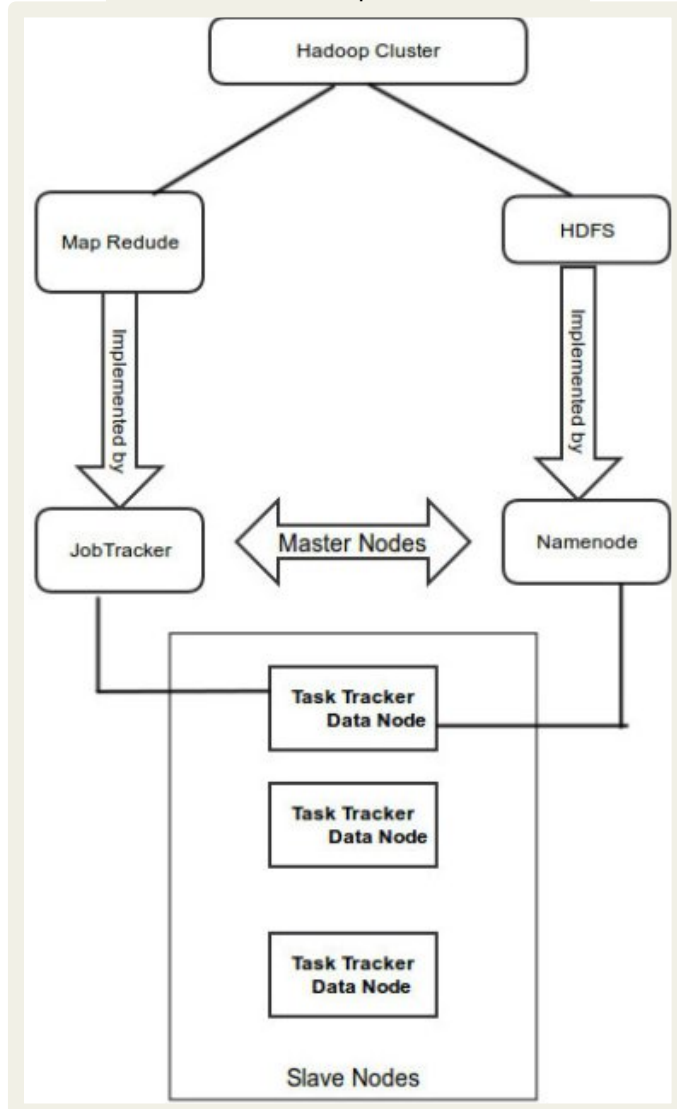 Hadoop Cluster
Map Redude
HDFS
Implemented by
Implemented by
JobTracker
Master Nodes
Namenode
Task Tracker
Data Node
Task Tracker
Data Node
Task Tracker
Data Node
Slave Nodes